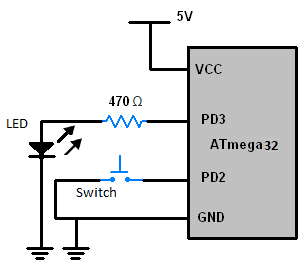 5V
VCC
470 Ω
LED
PD3
ATmega32
PD2
Switch
GND